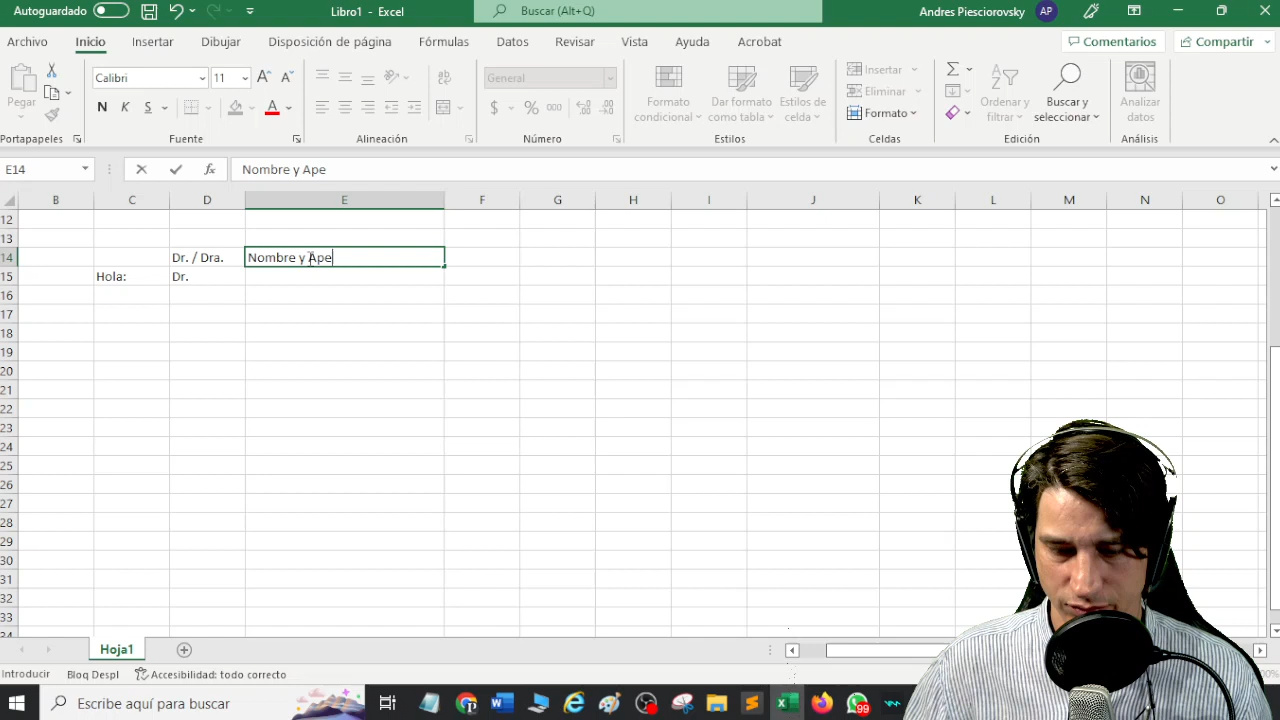 Autoguardado
Libro1 - Excel
Buscar (Alt+Q)
Andres Piesciorovsky
AP
Archivo
Inicio
Insertar
Dibujar
Disposición de página
Fórmulas
Datos
Revisar
Vista
Ayuda
Acrobat
Comentarios
Compartir
Pegar
Portapapeles
Calibri
11
N K S
Fuente
Alineación
General
$ % 000
Número
Formato condicional
Dar formato como tabla
Estilos de celda
Estilos
Insertar
Eliminar
Formato
Celdas
Ordenar y filtrar
Buscar y seleccionar
Edición
Analizar datos
Análisis
E14
fx
Nombre y Ape
B C D E F G H I J K L M N O
12
13
14 Dr. / Dra. Nombre y Ape
15 Hola: Dr.
16
17
18
19
20
21
22
23
24
25
26
27
28
29
30
31
32
33
34
Hoja1
Introducir
Bloq Despl
Accesibilidad: todo correcto
Escribe aquí para buscar
99